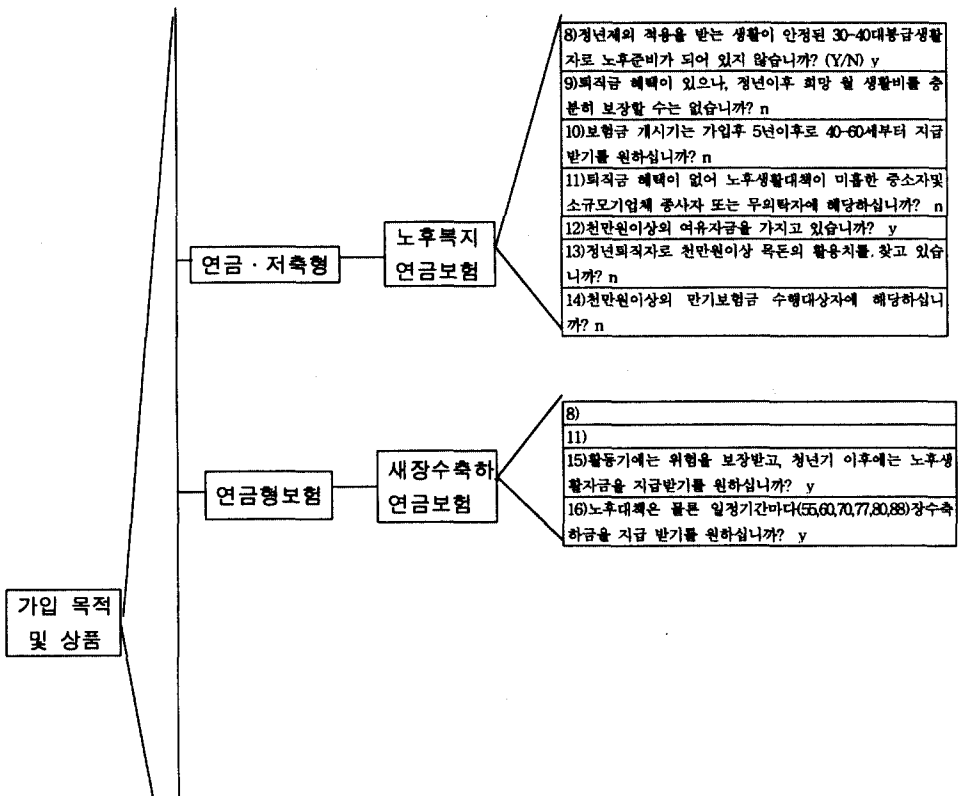 8)정년제의 적용을 받는 생활이 안정된 30-40대봉급생활
자로 노후준비가 되어 있지 않습니까? (Y/N) y
9)퇴직금 혜택이 있으나, 정년이후 희망 월 생활비를 충
분히 보장할 수는 없습니까? n
10)보험금 개시기는 가입후 5년이후로 40-60세부터 지급
받기를 원하십니까? n
11)퇴직금 혜택이 없어 노후생활대책이 미흡한 중소자및
소규모기업체 종사자 또는 무의탁자에 해당하십니까? n
12)천만원이상의 여유자금을 가지고 있습니까? y
13)정년퇴직자로 천만원이상 목돈의 활용치를, 찾고 있습
니까? n
14)천만원이상의 만기보험금 수행대상자에 해당하십니
까? n
연금 · 저축형
노후복지
연금보험
8)
11)
15)활동기에는 위험을 보장받고, 청년기 이후에는 노후생
활자금을 지급받기를 원하십니까? y
16)노후대책은 물론 일정기간마다(55,60,70,77,80,88)장수축
하금을 지급 받기를 원하십니까? y
연금형보험
새장수축하
연금보험
가입 목적
및 상품